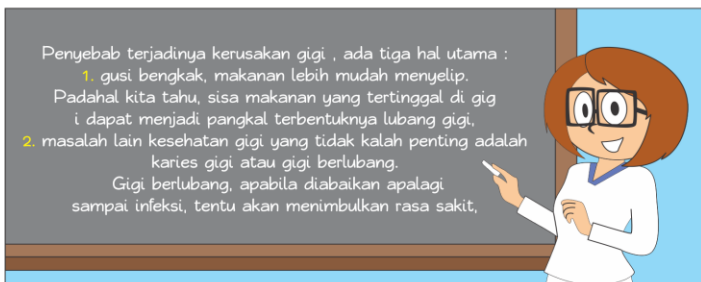 Penyebab terjadinya kerusakan gigi , ada tiga hal utama :
1. gusi bengkak, makanan lebih mudah menyelip.
Padahal kita tahu, sisa makanan yang tertinggal di gig
i dapat menjadi pangkal terbentuknya lubang gigi,
2. masalah lain kesehatan gigi yang tidak kalah penting adalah
karies gigi atau gigi berlubang.
Gigi berlubang, apabila diabaikan apalagi
sampai infeksi, tentu akan menimbulkan rasa sakit,